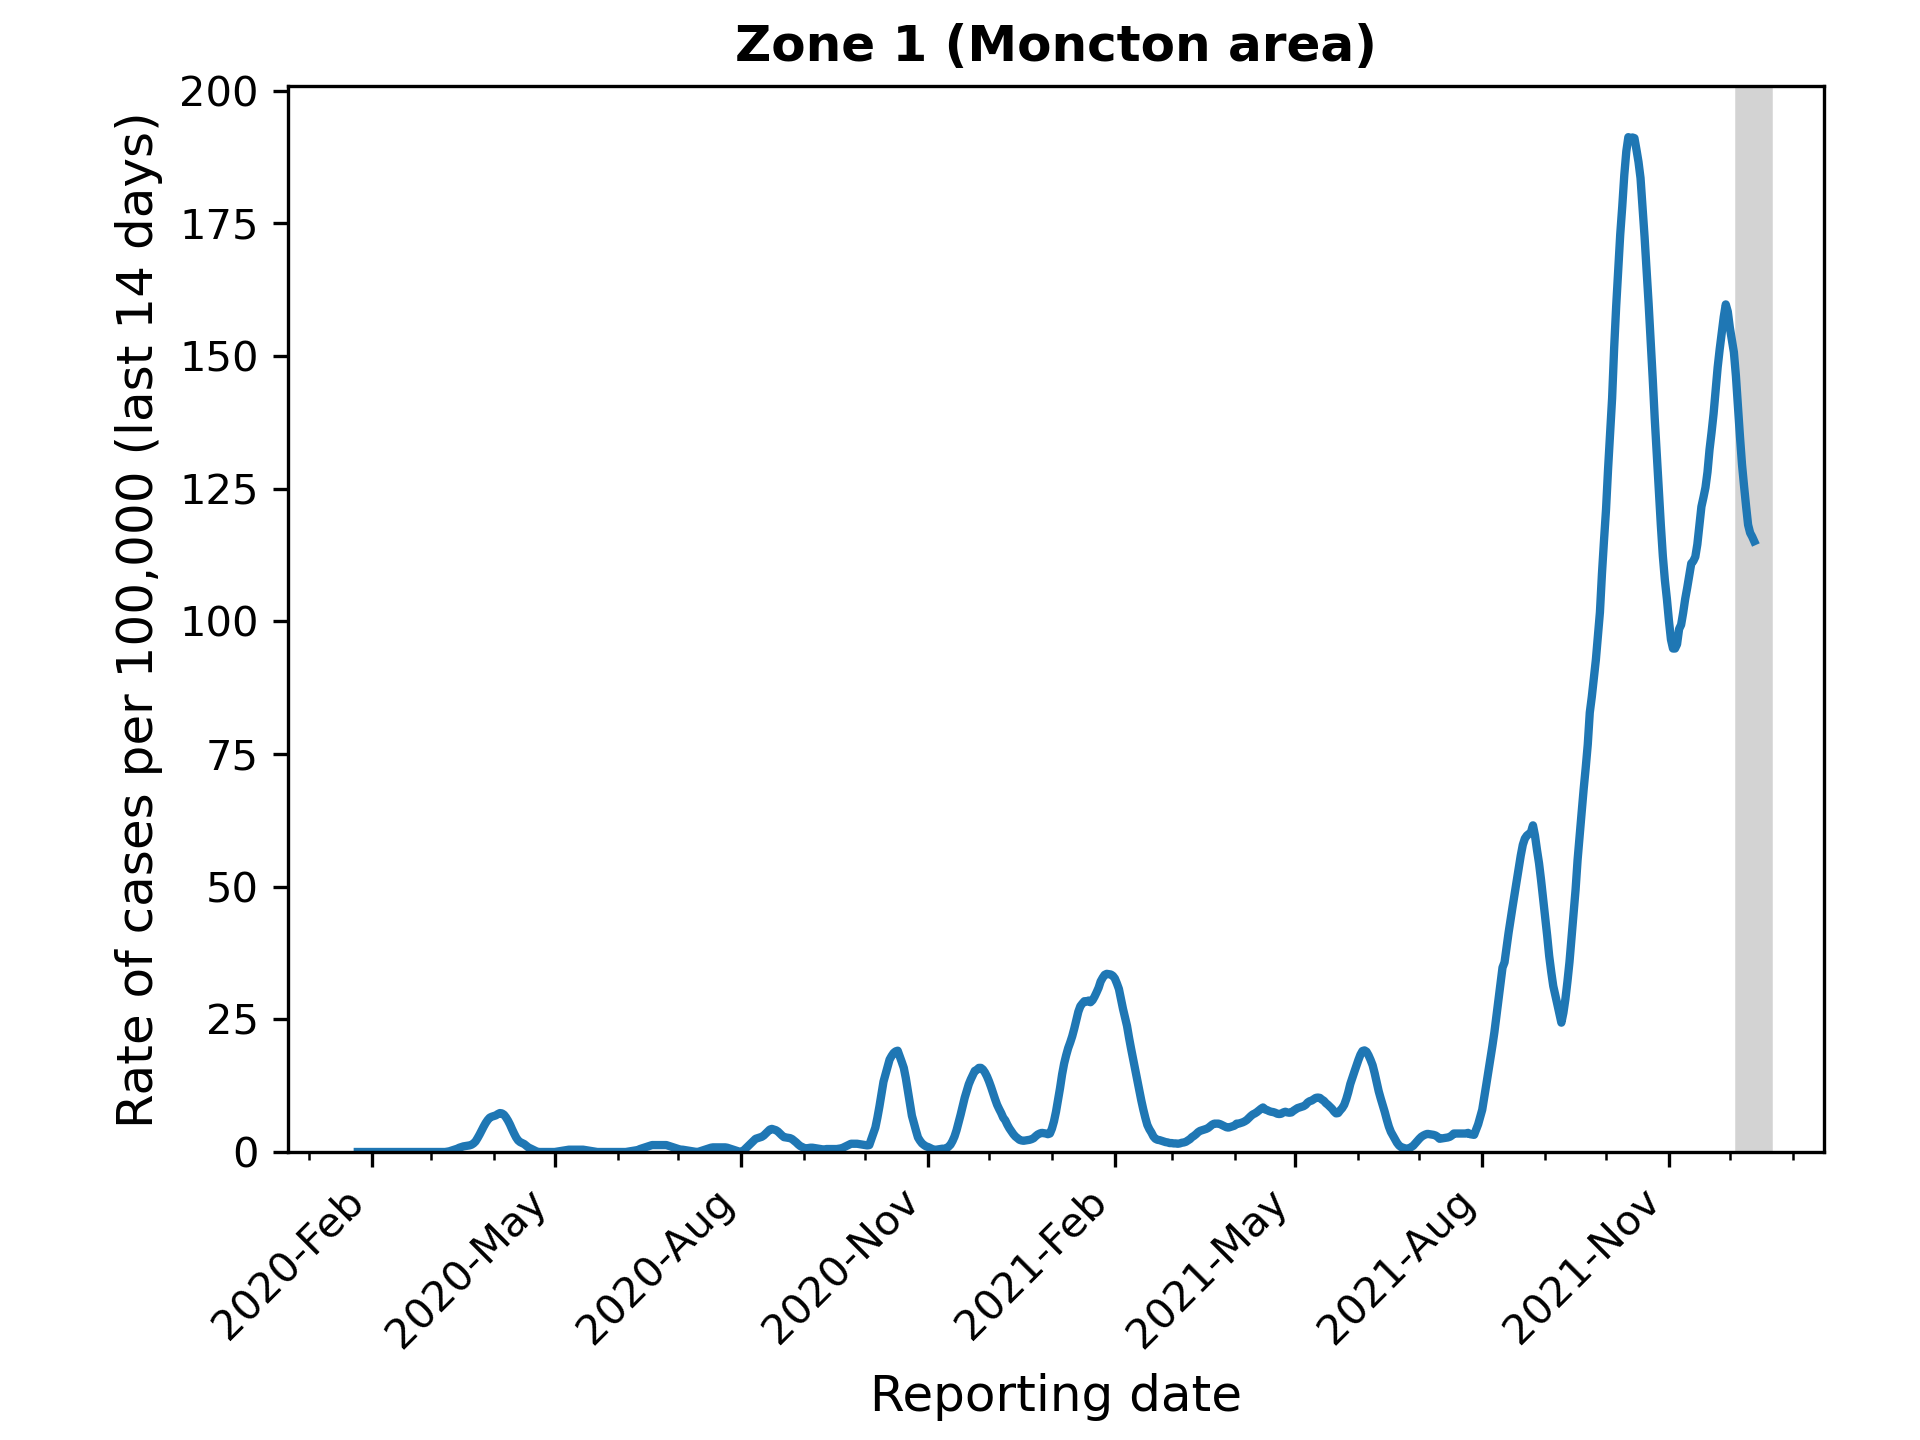 Zone 1 (Moncton area)
Rate of cases per 100,000 (last 14 days)
200
175
150
125
100
75
50
25
0
2020-Feb
2020-May
2020-Aug
2020-Nov
2021-Feb
2021-May
2021-Aug
2021-Nov
Reporting date